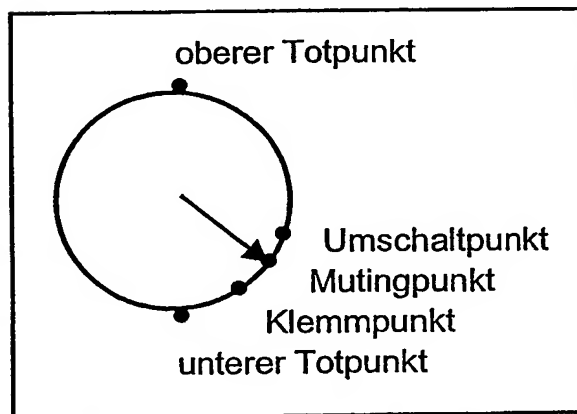 oberer Totpunkt
Umschaltpunkt
Mutingpunkt
Klemmpunkt
unterer Totpunkt